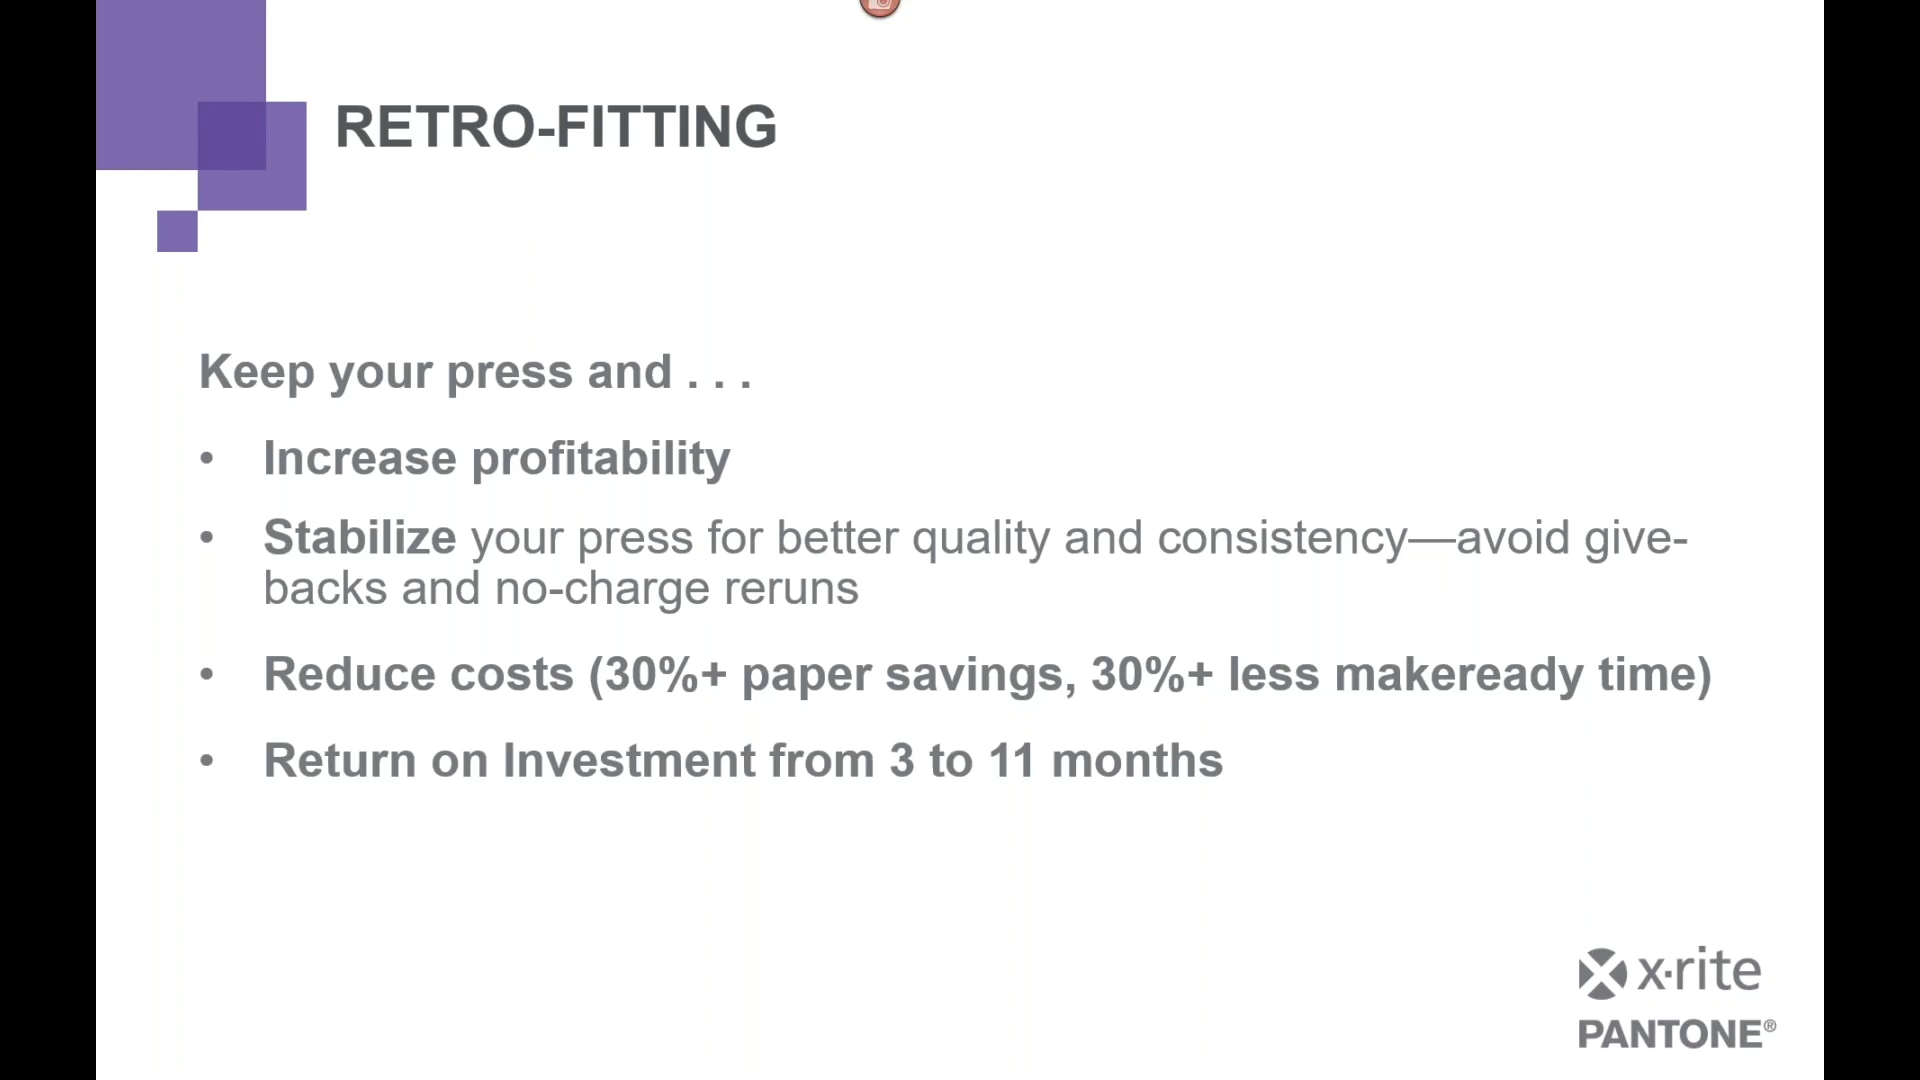 RETRO-FITTING
Keep your press and . . .
• Increase profitability
• Stabilize your press for better quality and consistency—avoid give-
backs and no-charge reruns
• Reduce costs (30%+ paper savings, 30%+ less makeready time)
• Return on Investment from 3 to 11 months
x·rite
PANTONE®